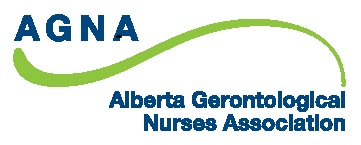 AGNA
Alberta Gerontological
Nurses Association